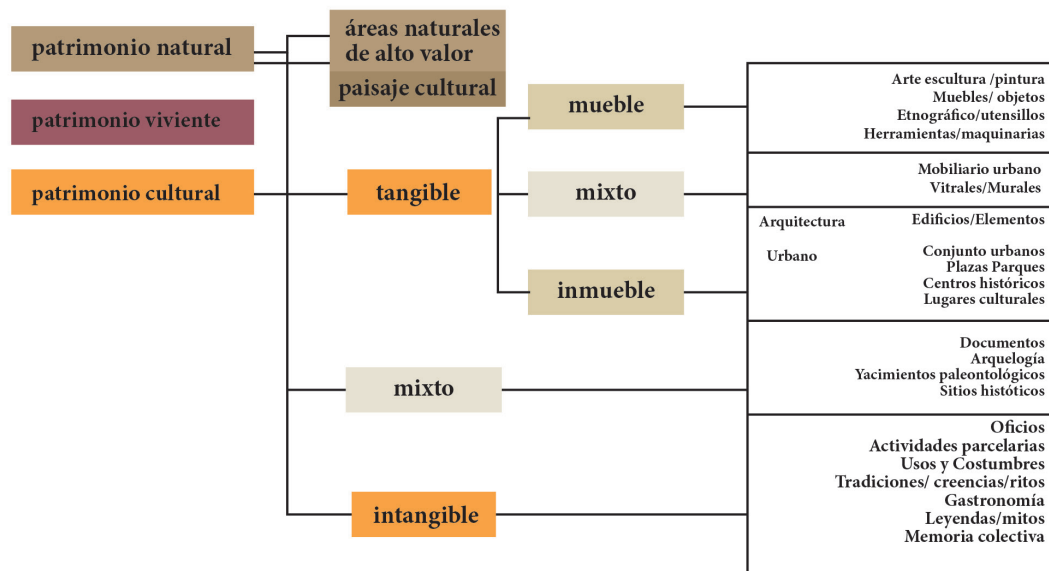 patrimonio natural
patrimonio viviente
patrimonio cultural
áreas naturales
de alto valor
paisaje cultural
tangible
mixto
intangible
mueble
mixto
inmueble
Arte escultura /pintura
Muebles/ objetos
Etnográfico/utensillos
Herramientas/maquinarias
Mobiliario urbano
Vitrales/Murales
Arquitectura
Edificios/Elementos
Urbano
Conjunto urbanos
Plazas Parques
Centros históricos
Lugares culturales
Documentos
Arquelogía
Yacimientos paleontológicos
Sitios históticos
Oficios
Actividades parcelarias
Usos y Costumbres
Tradiciones/ creencias/ritos
Gastronomía
Leyendas/mitos
Memoria colectiva